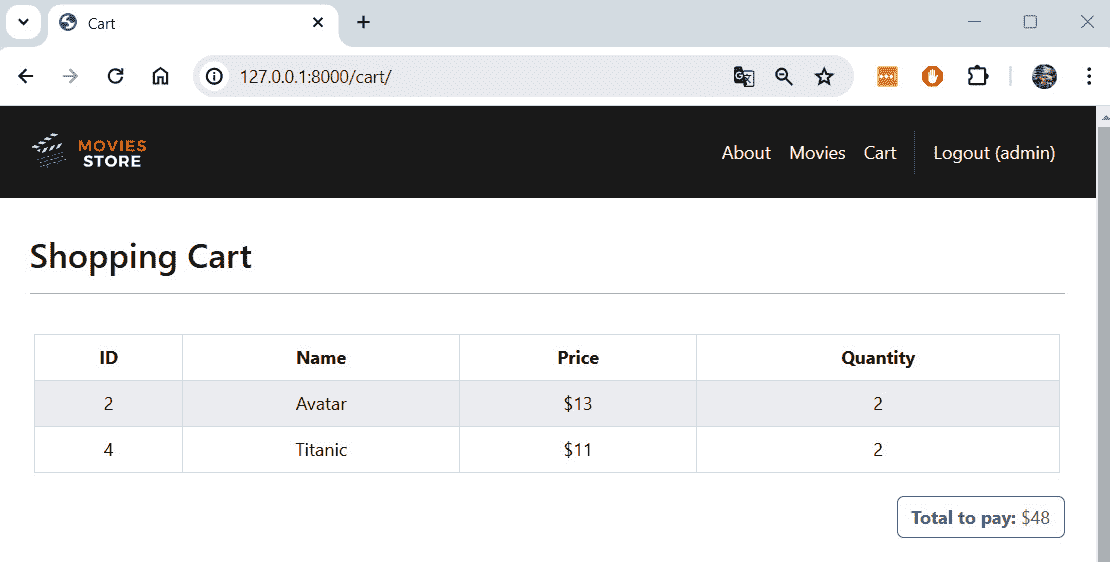 Cart
127.0.0.1:8000/cart/
MOVIES
STORE
About Movies Cart Logout (admin)
Shopping Cart
ID Name Price Quantity
2 Avatar $13 2
4 Titanic $11 2
Total to pay: $48